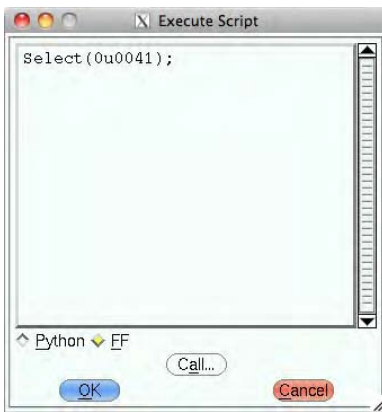 X Execute Script
Select(0u0041);
Python FF
Call...
OK Cancel